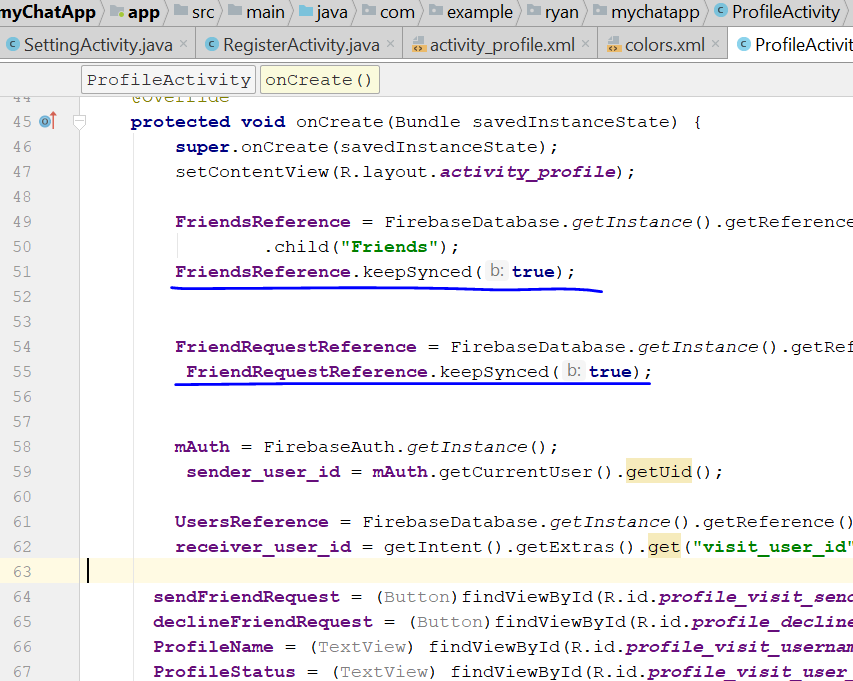 myChatApp app src main java com example ryan mychatapp ProfileActivity
SettingActivity.java RegisterActivity.java activity_profile.xml colors.xml ProfileActivit
ProfileActivity onCreate()
44 @Override
45 protected void onCreate(Bundle savedInstanceState) {
46 super.onCreate(savedInstanceState);
47 setContentView(R.layout.activity_profile);
48
49 FriendsReference = FirebaseDatabase.getInstance().getReference
50 .child("Friends");
51 FriendsReference.keepSynced( b: true);
52
53
54 FriendRequestReference = FirebaseDatabase.getInstance().getRef
55 FriendRequestReference.keepSynced( b: true);
56
57
58 mAuth = FirebaseAuth.getInstance();
59 sender_user_id = mAuth.getCurrentUser().getUid();
60
61 UsersReference = FirebaseDatabase.getInstance().getReference()
62 receiver_user_id = getIntent().getExtras().get("visit_user_id"
63
64 sendFriendRequest = (Button)findViewById(R.id.profile_visit_send
65 declineFriendRequest = (Button)findViewById(R.id.profile_decline
66 ProfileName = (TextView) findViewById(R.id.profile_visit_usernam
67 ProfileStatus = (TextView) findViewById(R.id.profile_visit_user_